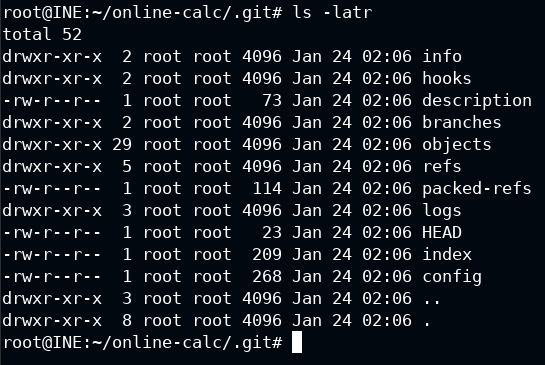 root@INE:~/online-calc/.git# ls -latr
total 52
drwxr-xr-x  2 root root 4096 Jan 24 02:06 info
drwxr-xr-x  2 root root 4096 Jan 24 02:06 hooks
-rw-r--r--  1 root root   73 Jan 24 02:06 description
drwxr-xr-x  2 root root 4096 Jan 24 02:06 branches
drwxr-xr-x 29 root root 4096 Jan 24 02:06 objects
drwxr-xr-x  5 root root 4096 Jan 24 02:06 refs
-rw-r--r--  1 root root  114 Jan 24 02:06 packed-refs
drwxr-xr-x  3 root root 4096 Jan 24 02:06 logs
-rw-r--r--  1 root root   23 Jan 24 02:06 HEAD
-rw-r--r--  1 root root  209 Jan 24 02:06 index
-rw-r--r--  1 root root  268 Jan 24 02:06 config
drwxr-xr-x  3 root root 4096 Jan 24 02:06 ..
drwxr-xr-x  8 root root 4096 Jan 24 02:06 .
root@INE:~/online-calc/.git#